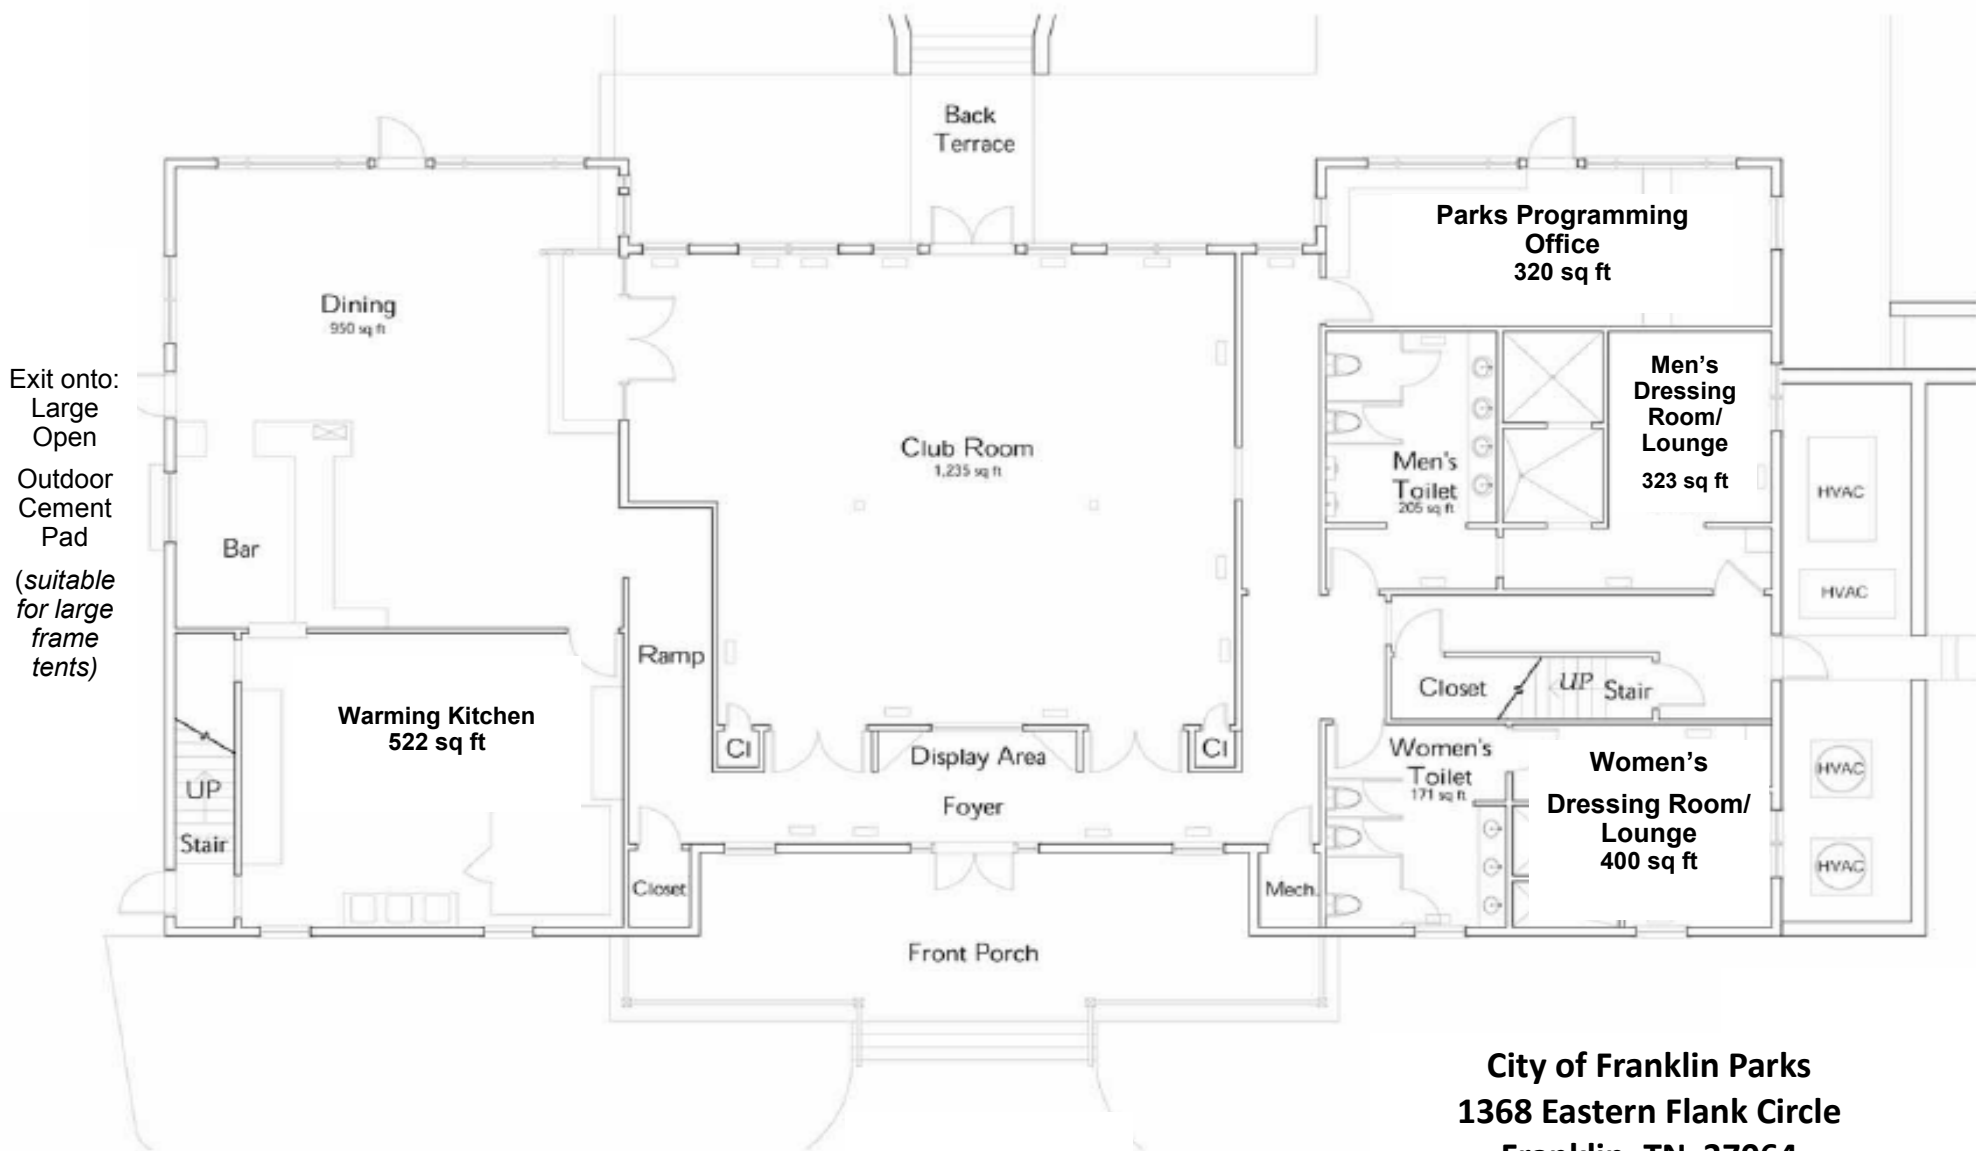 Back
Terrace
Parks Programming
Office
320 sq ft
Dining
950 sq ft
Exit onto:
Large
Open
Outdoor
Cement
Pad
(suitable
for large
frame
tents)
Club Room
1,235 sq ft
Men's
Toilet
205 sq ft
Men’s
Dressing
Room/
Lounge
323 sq ft
HVAC
HVAC
Bar
Ramp
Closet
UP
Stair
Warming Kitchen
522 sq ft
UP
Stair
Cl
Display Area
Cl
Foyer
Women's
Toilet
171 sq ft
Women’s
Dressing Room/
Lounge
400 sq ft
HVAC
HVAC
Closet
Mech.
Front Porch
City of Franklin Parks
1368 Eastern Flank Circle
Franklin, TN 37064